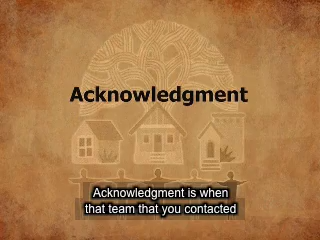 Acknowledgment
Acknowledgment is when
that team that you contacted